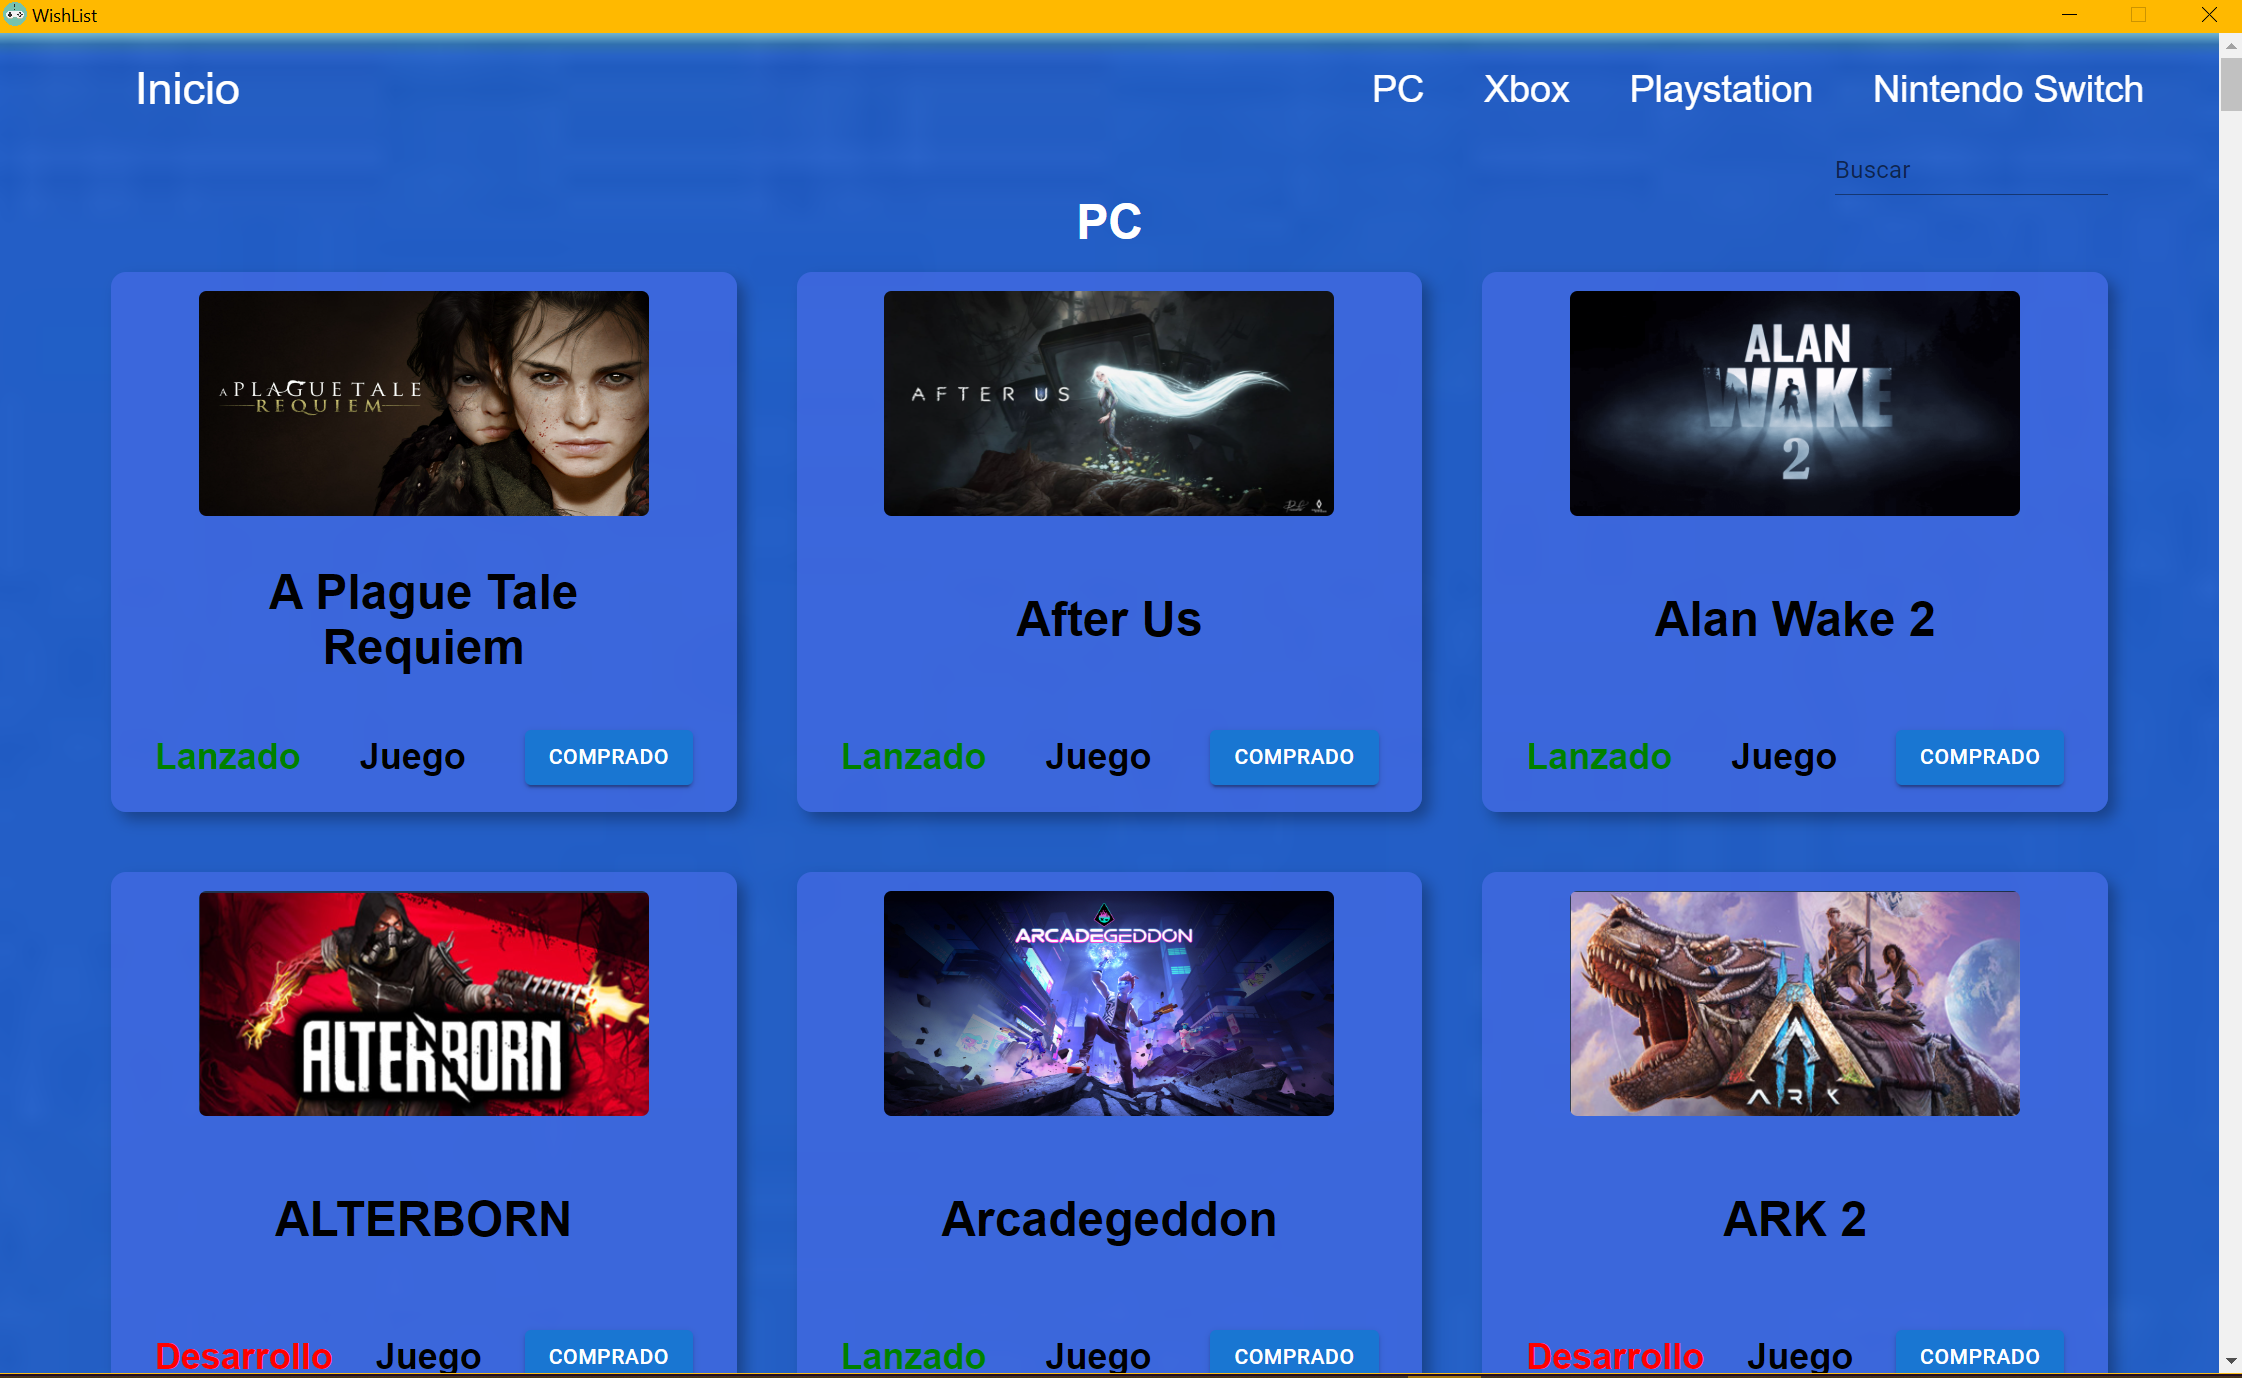 WishList
Inicio PC Xbox Playstation Nintendo Switch
Buscar
PC
A PLAGUE TALE
REQUIEM
AFTER US
ALAN
WAKE
2
A Plague Tale
Requiem
After Us
Alan Wake 2
Lanzado Juego COMPRADO
Lanzado Juego COMPRADO
Lanzado Juego COMPRADO
ALTERBORN
ARCADEGEDDON
ARK
ALTERBORN
Arcadegeddon
ARK 2
Desarrollo Juego COMPRADO
Lanzado Juego COMPRADO
Desarrollo Juego COMPRADO